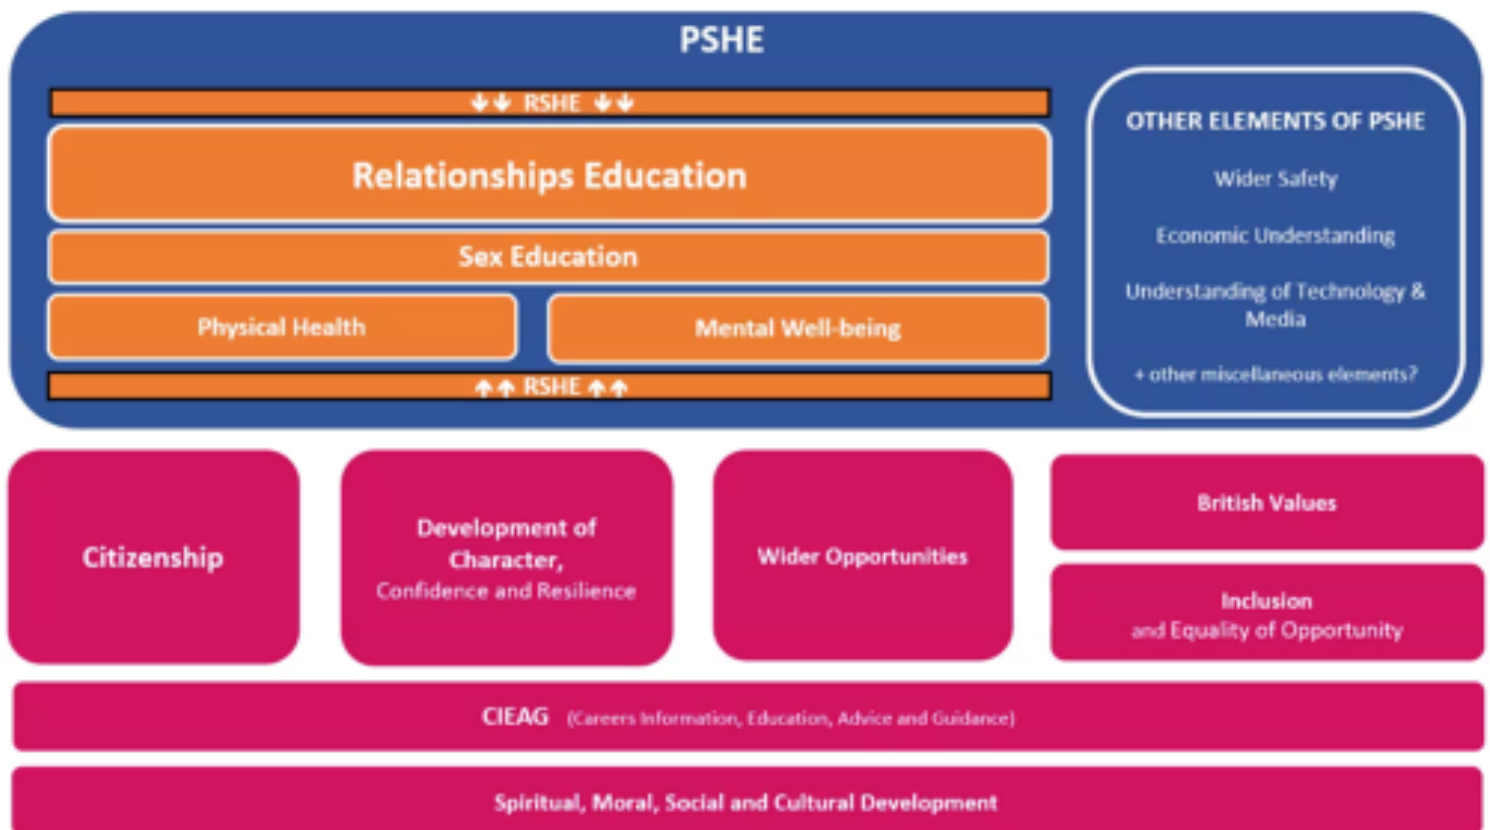 PSHE
↓↓ RSHE ↓↓
Relationships Education
Sex Education
Physical Health
Mental Well-being
↑↑ RSHE ↑↑
OTHER ELEMENTS OF PSHE
Wider Safety
Economic Understanding
Understanding of Technology &
Media
+ other miscellaneous elements?
Citizenship
Development of
Character,
Confidence and Resilience
Wider Opportunities
British Values
Inclusion
and Equality of Opportunity
CIEAG (Careers Information, Education, Advice and Guidance)
Spiritual, Moral, Social and Cultural Development